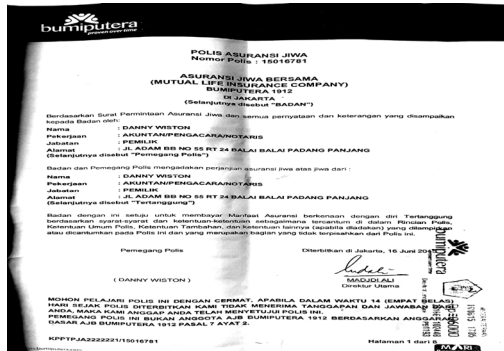 bumiputera
proven over time
POLIS ASURANSI JIWA
Nomor Polis : 15016781
ASURANSI JIWA BERSAMA
(MUTUAL LIFE INSURANCE COMPANY)
BUMIPUTERA 1912
DI JAKARTA
(Selanjutnya disebut "BADAN")
Berdasarkan Surat Permintaan Asuransi Jiwa dan semua pernyataan dan keterangan yang disampaikan
kepada Badan oleh:
Nama : DANNY WISTON
Pekerjaan : AKUNTAN/PENGACARA/NOTARIS
Jabatan : PEMILIK
Alamat : JL ADAM BB NO 55 RT 24 BALAI BALAI PADANG PANJANG
(Selanjutnya disebut "Pemegang Polis")
Badan dan Pemegang Polis mengadakan perjanjian asuransi jiwa atas jiwa dari :
Nama : DANNY WISTON
Pekerjaan : AKUNTAN/PENGACARA/NOTARIS
Jabatan : PEMILIK
Alamat : JL ADAM BB NO 55 RT 24 BALAI BALAI PADANG PANJANG
(Selanjutnya disebut "Tertanggung")
Badan dengan ini setuju untuk membayar Manfaat Asuransi berkenaan dengan diri Tertanggung
berdasarkan syarat-syarat dan ketentuan-ketentuan sebagaimana tercantum di dalam Rincian Polis,
Ketentuan Umum Polis, Ketentuan Tambahan, dan ketentuan lainnya (apabila diadakan) yang dilampirkan
atau dicantumkan pada Polis ini dan yang merupakan bagian yang tak terpisahkan dari Polis ini.
Pemegang Polis
Diterbitkan di Jakarta, 16 Juni
( DANNY WISTON )
MADJDI ALI
Direktur Utama
bumiputera
MOHON PELAJARI POLIS INI DENGAN CERMAT, APABILA DALAM WAKTU 14 (EMPAT BELAS)
HARI SEJAK POLIS DITERBITKAN KAMI TIDAK MENERIMA TANGGAPAN DAN JAWABAN DARI
ANDA, MAKA KAMI ANGGAP ANDA TELAH MENYETUJUI POLIS INI.
PEMEGANG POLIS INI BUKAN ANGGOTA AJB BUMIPUTERA 1912 BERDASARKAN ANGGARAN
DASAR AJB BUMIPUTERA 1912 PASAL 7 AYAT 2.
KPPTPJA2222221/15016781
Halaman 1 dari 8
MARI